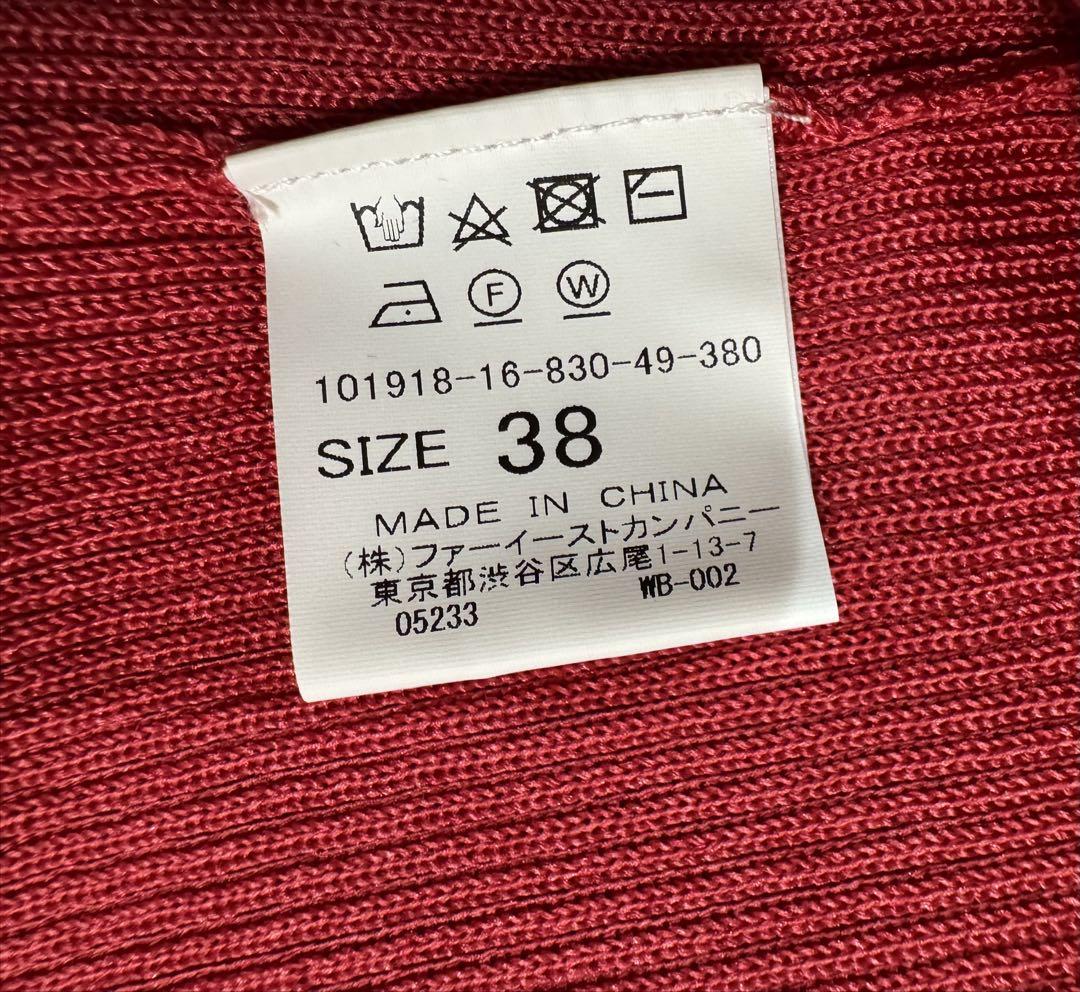 F W
101918-16-830-49-380
SIZE 38
MADE IN CHINA
(株)ファーイーストカンパニー
東京都渋谷区広尾1-13-7
05233 WB-002